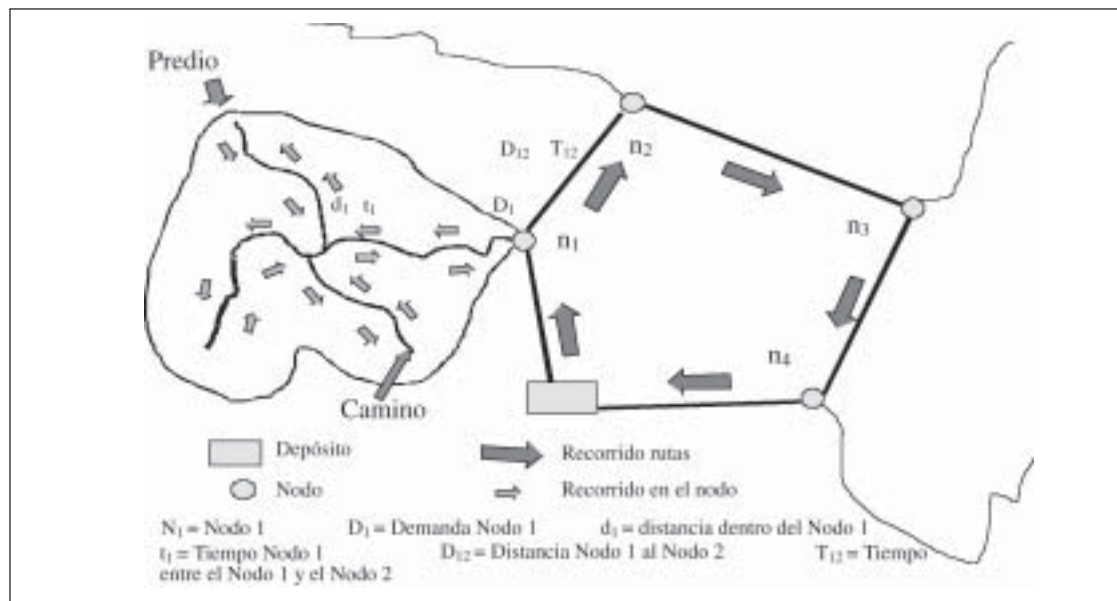 Predio
D₁₂ T₁₂
n₂
d₁ t₁
D₁
n₁
n₃
n₄
Camino
Depósito
Recorrido rutas
Nodo
Recorrido en el nodo
N₁ = Nodo 1 D₁ = Demanda Nodo 1 d₁ = distancia dentro del Nodo 1
t₁ = Tiempo Nodo 1 D₁₂ = Distancia Nodo 1 al Nodo 2 T₁₂ = Tiempo
entre el Nodo 1 y el Nodo 2